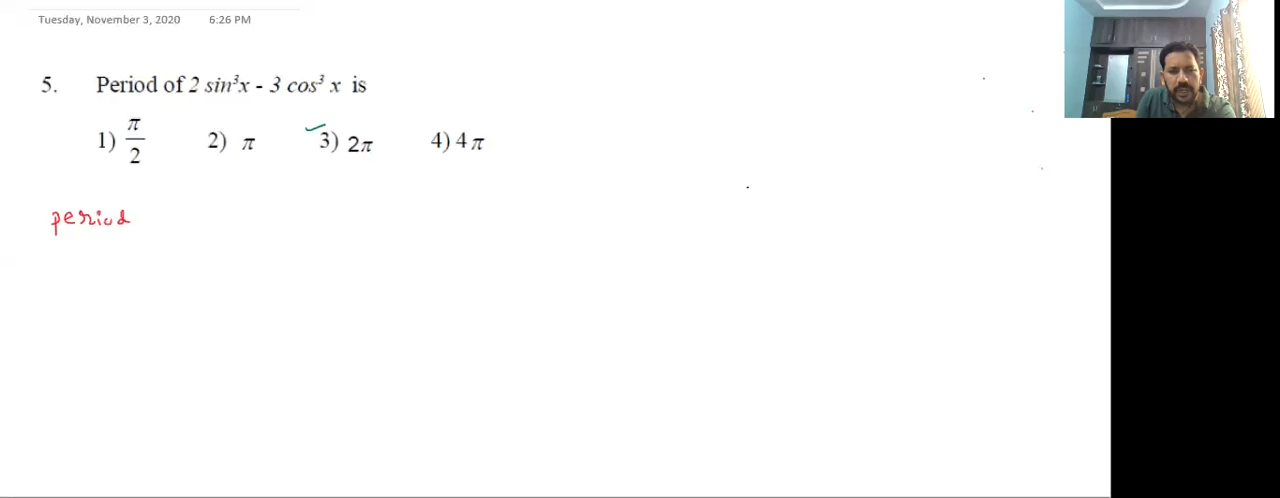 Tuesday, November 3, 2020 6:26 PM
5. Period of 2 sin³x - 3 cos³ x is
1) π/2 2) π 3) 2π 4) 4π
period